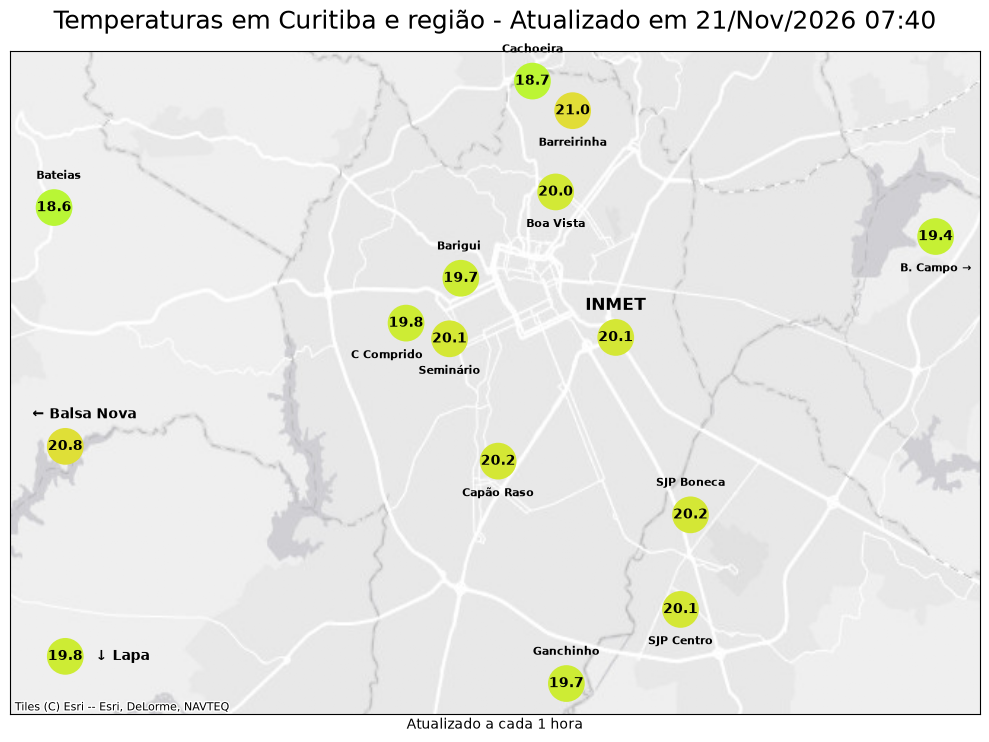 Temperaturas em Curitiba e região - Atualizado em 21/Nov/2026 07:40
Cachoeira
18.7
21.0
Barreirinha
Bateias
18.6
20.0
Boa Vista
19.4
B. Campo →
Barigui
19.7
INMET
20.1
19.8
C Comprido
20.1
Seminário
← Balsa Nova
20.8
20.2
Capão Raso
SJP Boneca
20.2
20.1
SJP Centro
19.8 ↓ Lapa
Ganchinho
19.7
Tiles (C) Esri -- Esri, DeLorme, NAVTEQ
Atualizado a cada 1 hora